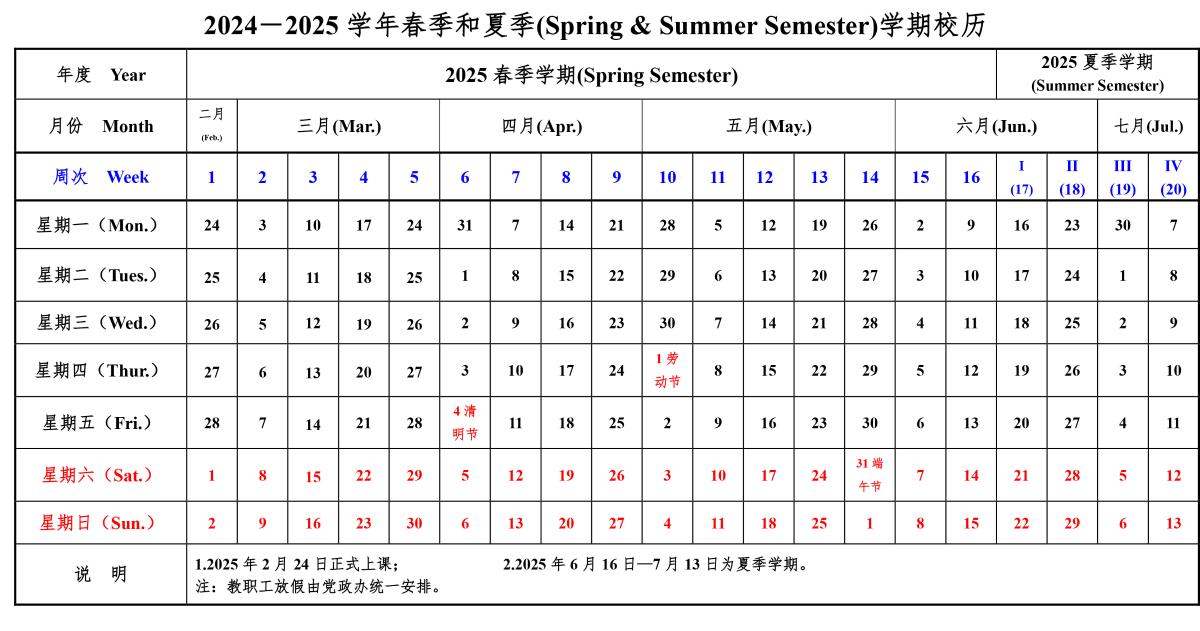 2024－2025 学年春季和夏季(Spring & Summer Semester)学期校历
年度 Year 2025 春季学期(Spring Semester) 2025 夏季学期
(Summer Semester)
月份 Month 二月
(Feb.) 三月(Mar.) 四月(Apr.) 五月(May.) 六月(Jun.) 七月(Jul.)
周次 Week 1 2 3 4 5 6 7 8 9 10 11 12 13 14 15 16 I II III IV
(17) (18) (19) (20)
星期一（Mon.） 24 3 10 17 24 31 7 14 21 28 5 12 19 26 2 9 16 23 30 7
星期二（Tues.） 25 4 11 18 25 1 8 15 22 29 6 13 20 27 3 10 17 24 1 8
星期三（Wed.） 26 5 12 19 26 2 9 16 23 30 7 14 21 28 4 11 18 25 2 9
星期四（Thur.） 27 6 13 20 27 3 10 17 24 1 劳
动节 8 15 22 29 5 12 19 26 3 10
星期五（Fri.） 28 7 14 21 28 4 清
明节 11 18 25 2 9 16 23 30 6 13 20 27 4 11
星期六（Sat.） 1 8 15 22 29 5 12 19 26 3 10 17 24 31 端
午节 7 14 21 28 5 12
星期日（Sun.） 2 9 16 23 30 6 13 20 27 4 11 18 25 1 8 15 22 29 6 13
说 明 1.2025 年 2 月 24 日正式上课； 2.2025 年 6 月 16 日—7 月 13 日为夏季学期。
注：教职工放假由党政办统一安排。